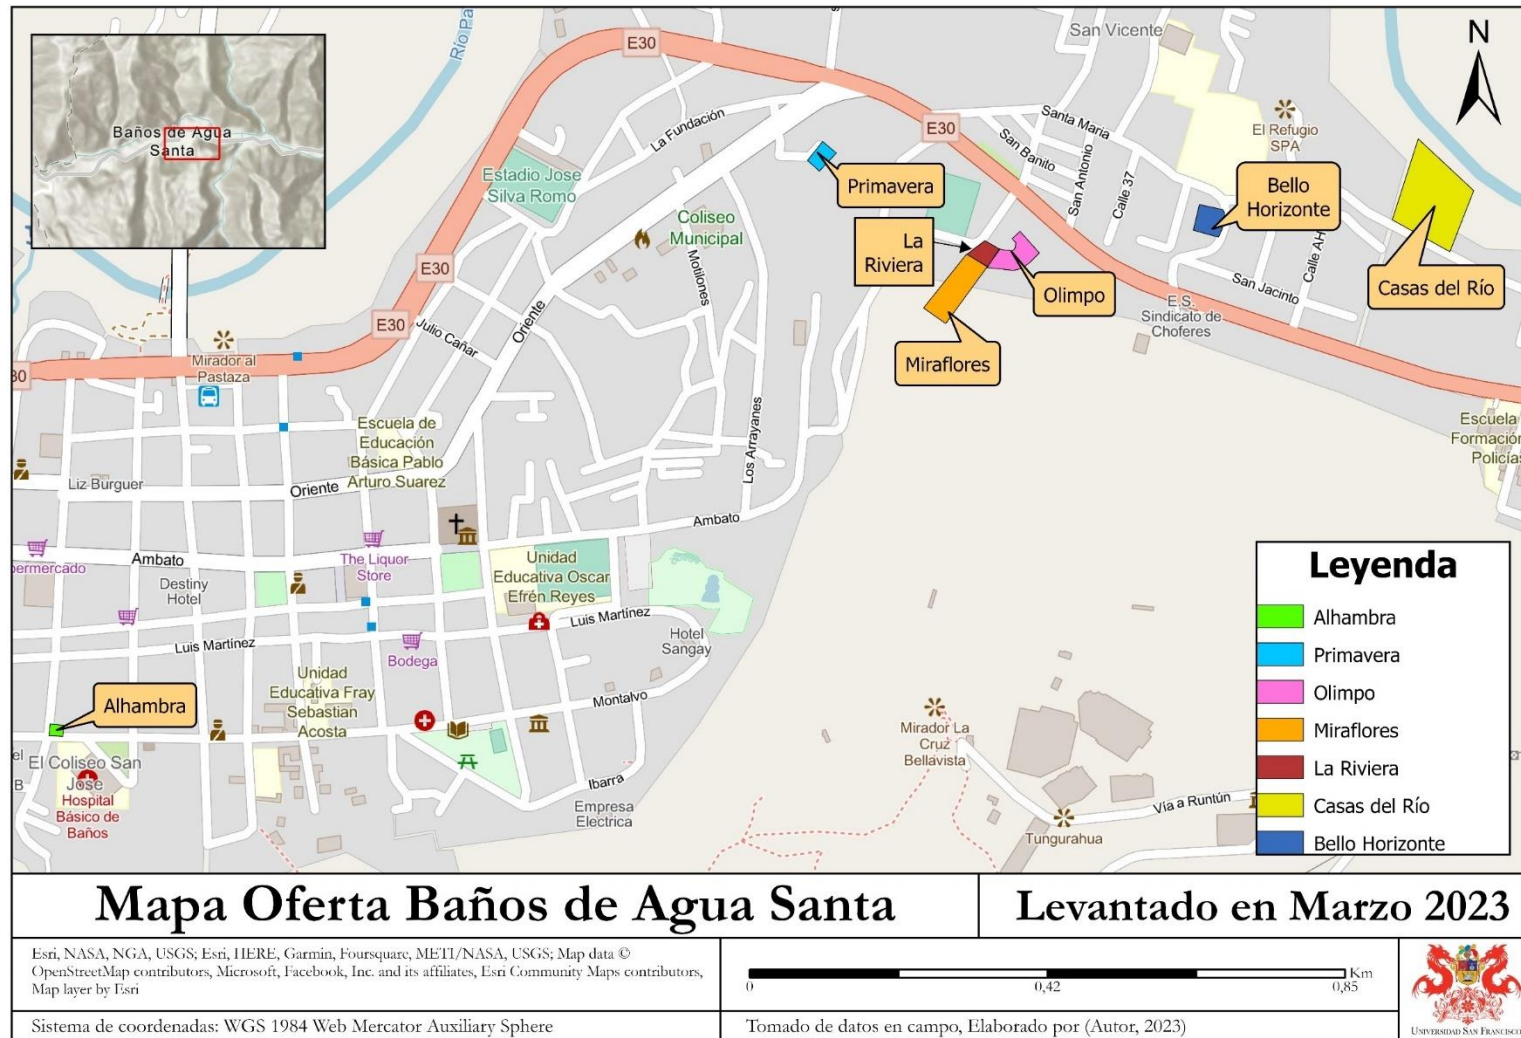 E30
Río Pa
San Vicente
N
Baños de Agua
Santa
La Fundación
Santa Maria
El Refugio
SPA
E30
San Banito
San Antonio
Calle 37
Estadio Jose
Silva Romo
Primavera
Bello
Horizonte
Coliseo
Municipal
La
Riviera
Calle AH
E30
Motilones
Olimpo
San Jacinto
Casas del Río
E.S.
Sindicato de
Choferes
E30
Julio Cañar
Oriente
Miraflores
Mirador al
Pastaza
30
Escuela de
Educación
Básica Pablo
Arturo Suarez
Los Arrayanes
Escuela
Formación
Policías
Liz Burguer
Oriente
Ambato
Ambato
The Liquor
Store
permercado
Destiny
Hotel
Unidad
Educativa Oscar
Efrén Reyes
Luis Martínez
Luis Martínez
Hotel
Sangay
Bodega
Unidad
Educativa Fray
Sebastian
Acosta
Montalvo
Alhambra
El Coliseo San
Jose
el
B
Hospital
Básico de
Baños
Ibarra
Empresa
Electrica
Mirador La
Cruz
Bellavista
Vía a Runtún
Tungurahua
Leyenda
Alhambra
Primavera
Olimpo
Miraflores
La Riviera
Casas del Río
Bello Horizonte
Mapa Oferta Baños de Agua Santa
Levantado en Marzo 2023
Esri, NASA, NGA, USGS; Esri, HERE, Garmin, Foursquare, METI/NASA, USGS; Map data ©
OpenStreetMap contributors, Microsoft, Facebook, Inc. and its affiliates, Esri Community Maps contributors,
Map layer by Esri
Km
0 0,42 0,85
Sistema de coordenadas: WGS 1984 Web Mercator Auxiliary Sphere
Tomado de datos en campo, Elaborado por (Autor, 2023)
UNIVERSIDAD SAN FRANCISCO